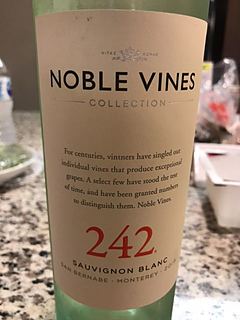 NOBLE VINES
COLLECTION
For centuries, vintners have singled out
individual vines that produce exceptional
grapes. A select few have stood the test
of time, and have been granted numbers
to distinguish them. Noble Vines.
242.
SAUVIGNON BLANC
SAN BERNABE · MONTEREY ·